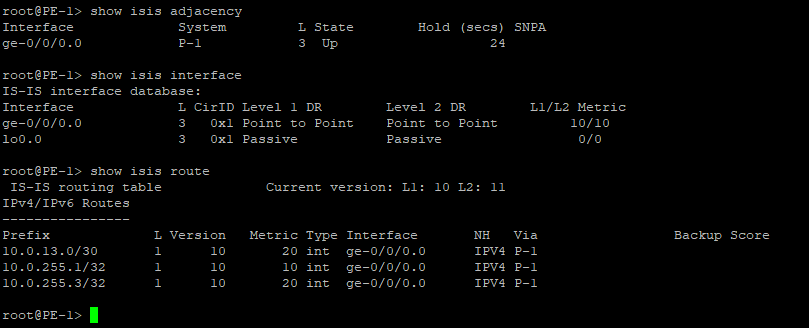 root@PE-1> show isis adjacency
Interface             System         L State        Hold (secs) SNPA
ge-0/0/0.0            P-1            3  Up                   24

root@PE-1> show isis interface
IS-IS interface database:
Interface             L CirID Level 1 DR        Level 2 DR        L1/L2 Metric
ge-0/0/0.0            3   0x1 Point to Point    Point to Point         10/10
lo0.0                 3   0x1 Passive           Passive                 0/0

root@PE-1> show isis route
 IS-IS routing table             Current version: L1: 10 L2: 11
IPv4/IPv6 Routes
----------------
Prefix             L Version   Metric Type Interface       NH   Via                 Backup Score
10.0.13.0/30       1      10       20 int  ge-0/0/0.0      IPV4 P-1
10.0.255.1/32      1      10       10 int  ge-0/0/0.0      IPV4 P-1
10.0.255.3/32      1      10       20 int  ge-0/0/0.0      IPV4 P-1

root@PE-1>